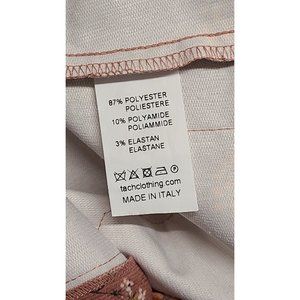 87% POLYESTER
POLIESTERE
10% POLYAMIDE
POLIAMMIDE
3% ELASTAN
ELASTANE
tachclothing.com
MADE IN ITALY